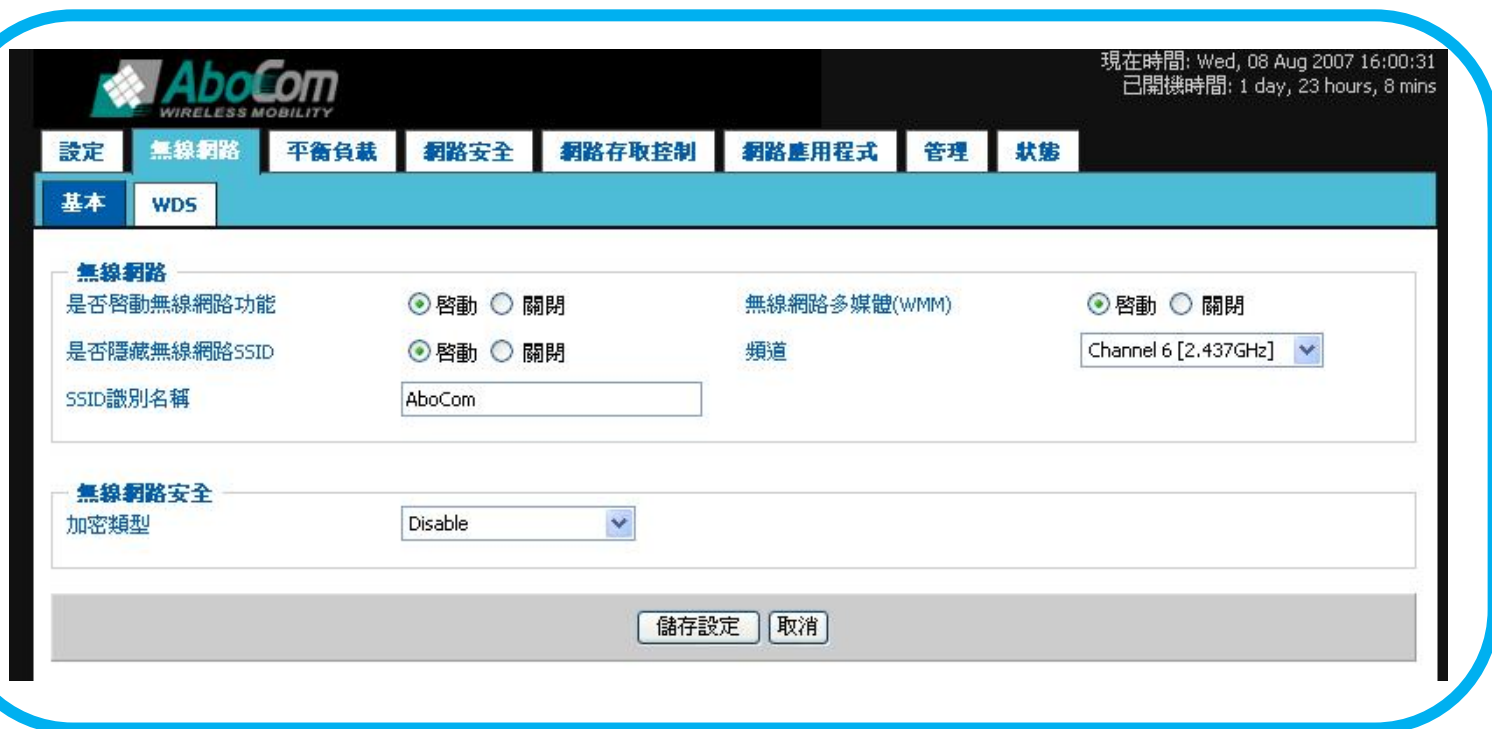 AboCom
WIRELESS MOBILITY
現在時間: Wed, 08 Aug 2007 16:00:31
已開機時間: 1 day, 23 hours, 8 mins
設定 無線網路 平衡負載 網路安全 網路存取控制 網路應用程式 管理 狀態
基本 WDS
無線網路
是否啓動無線網路功能 啓動 關閉 無線網路多媒體(WMM) 啓動 關閉
是否隱藏無線網路SSID 啓動 關閉 頻道 Channel 6 [2.437GHz]
SSID識別名稱 AboCom
無線網路安全
加密類型 Disable
儲存設定 取消